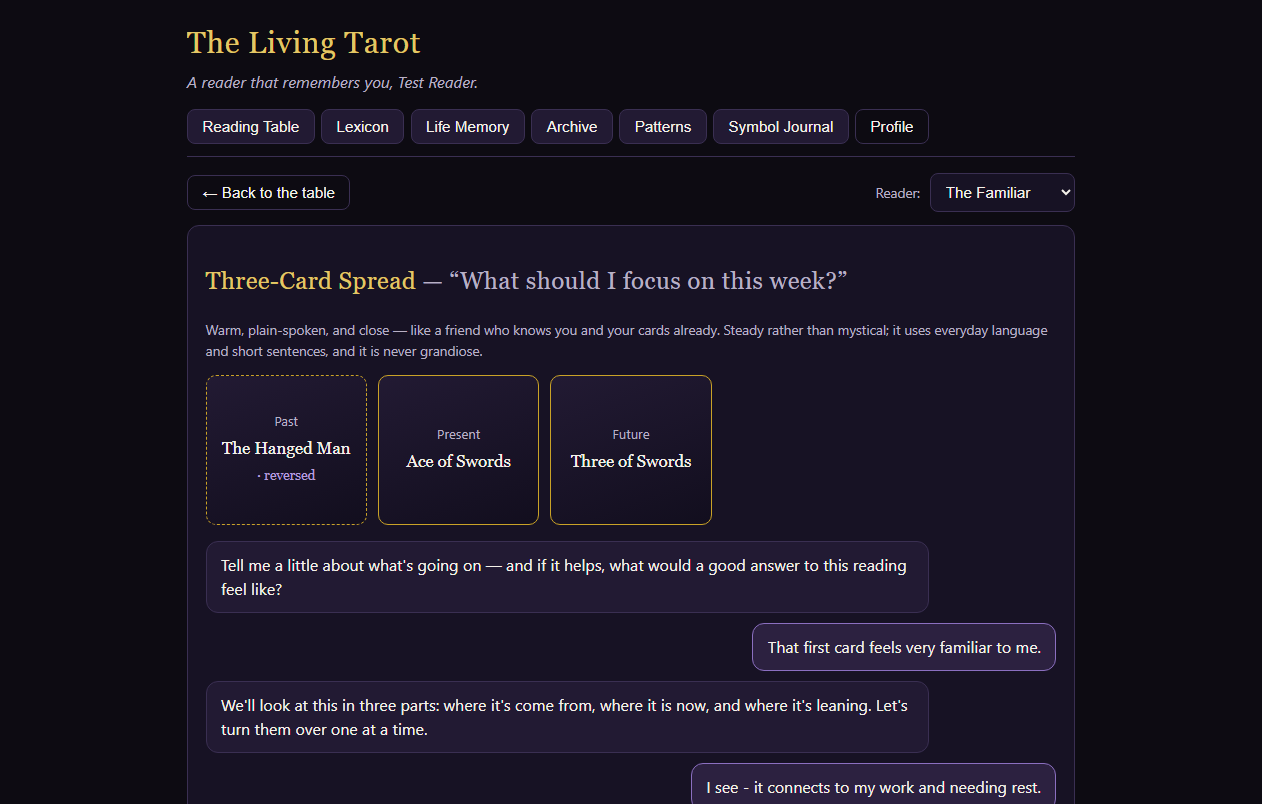 The Living Tarot
A reader that remembers you, Test Reader.
Reading Table
Lexicon
Life Memory
Archive
Patterns
Symbol Journal
Profile
← Back to the table
Reader:
The Familiar
Three-Card Spread — “What should I focus on this week?”
Warm, plain-spoken, and close — like a friend who knows you and your cards already. Steady rather than mystical; it uses everyday language
and short sentences, and it is never grandiose.
Past
The Hanged Man
· reversed
Present
Ace of Swords
Future
Three of Swords
Tell me a little about what's going on — and if it helps, what would a good answer to this reading
feel like?
That first card feels very familiar to me.
We'll look at this in three parts: where it's come from, where it is now, and where it's leaning. Let's
turn them over one at a time.
I see - it connects to my work and needing rest.